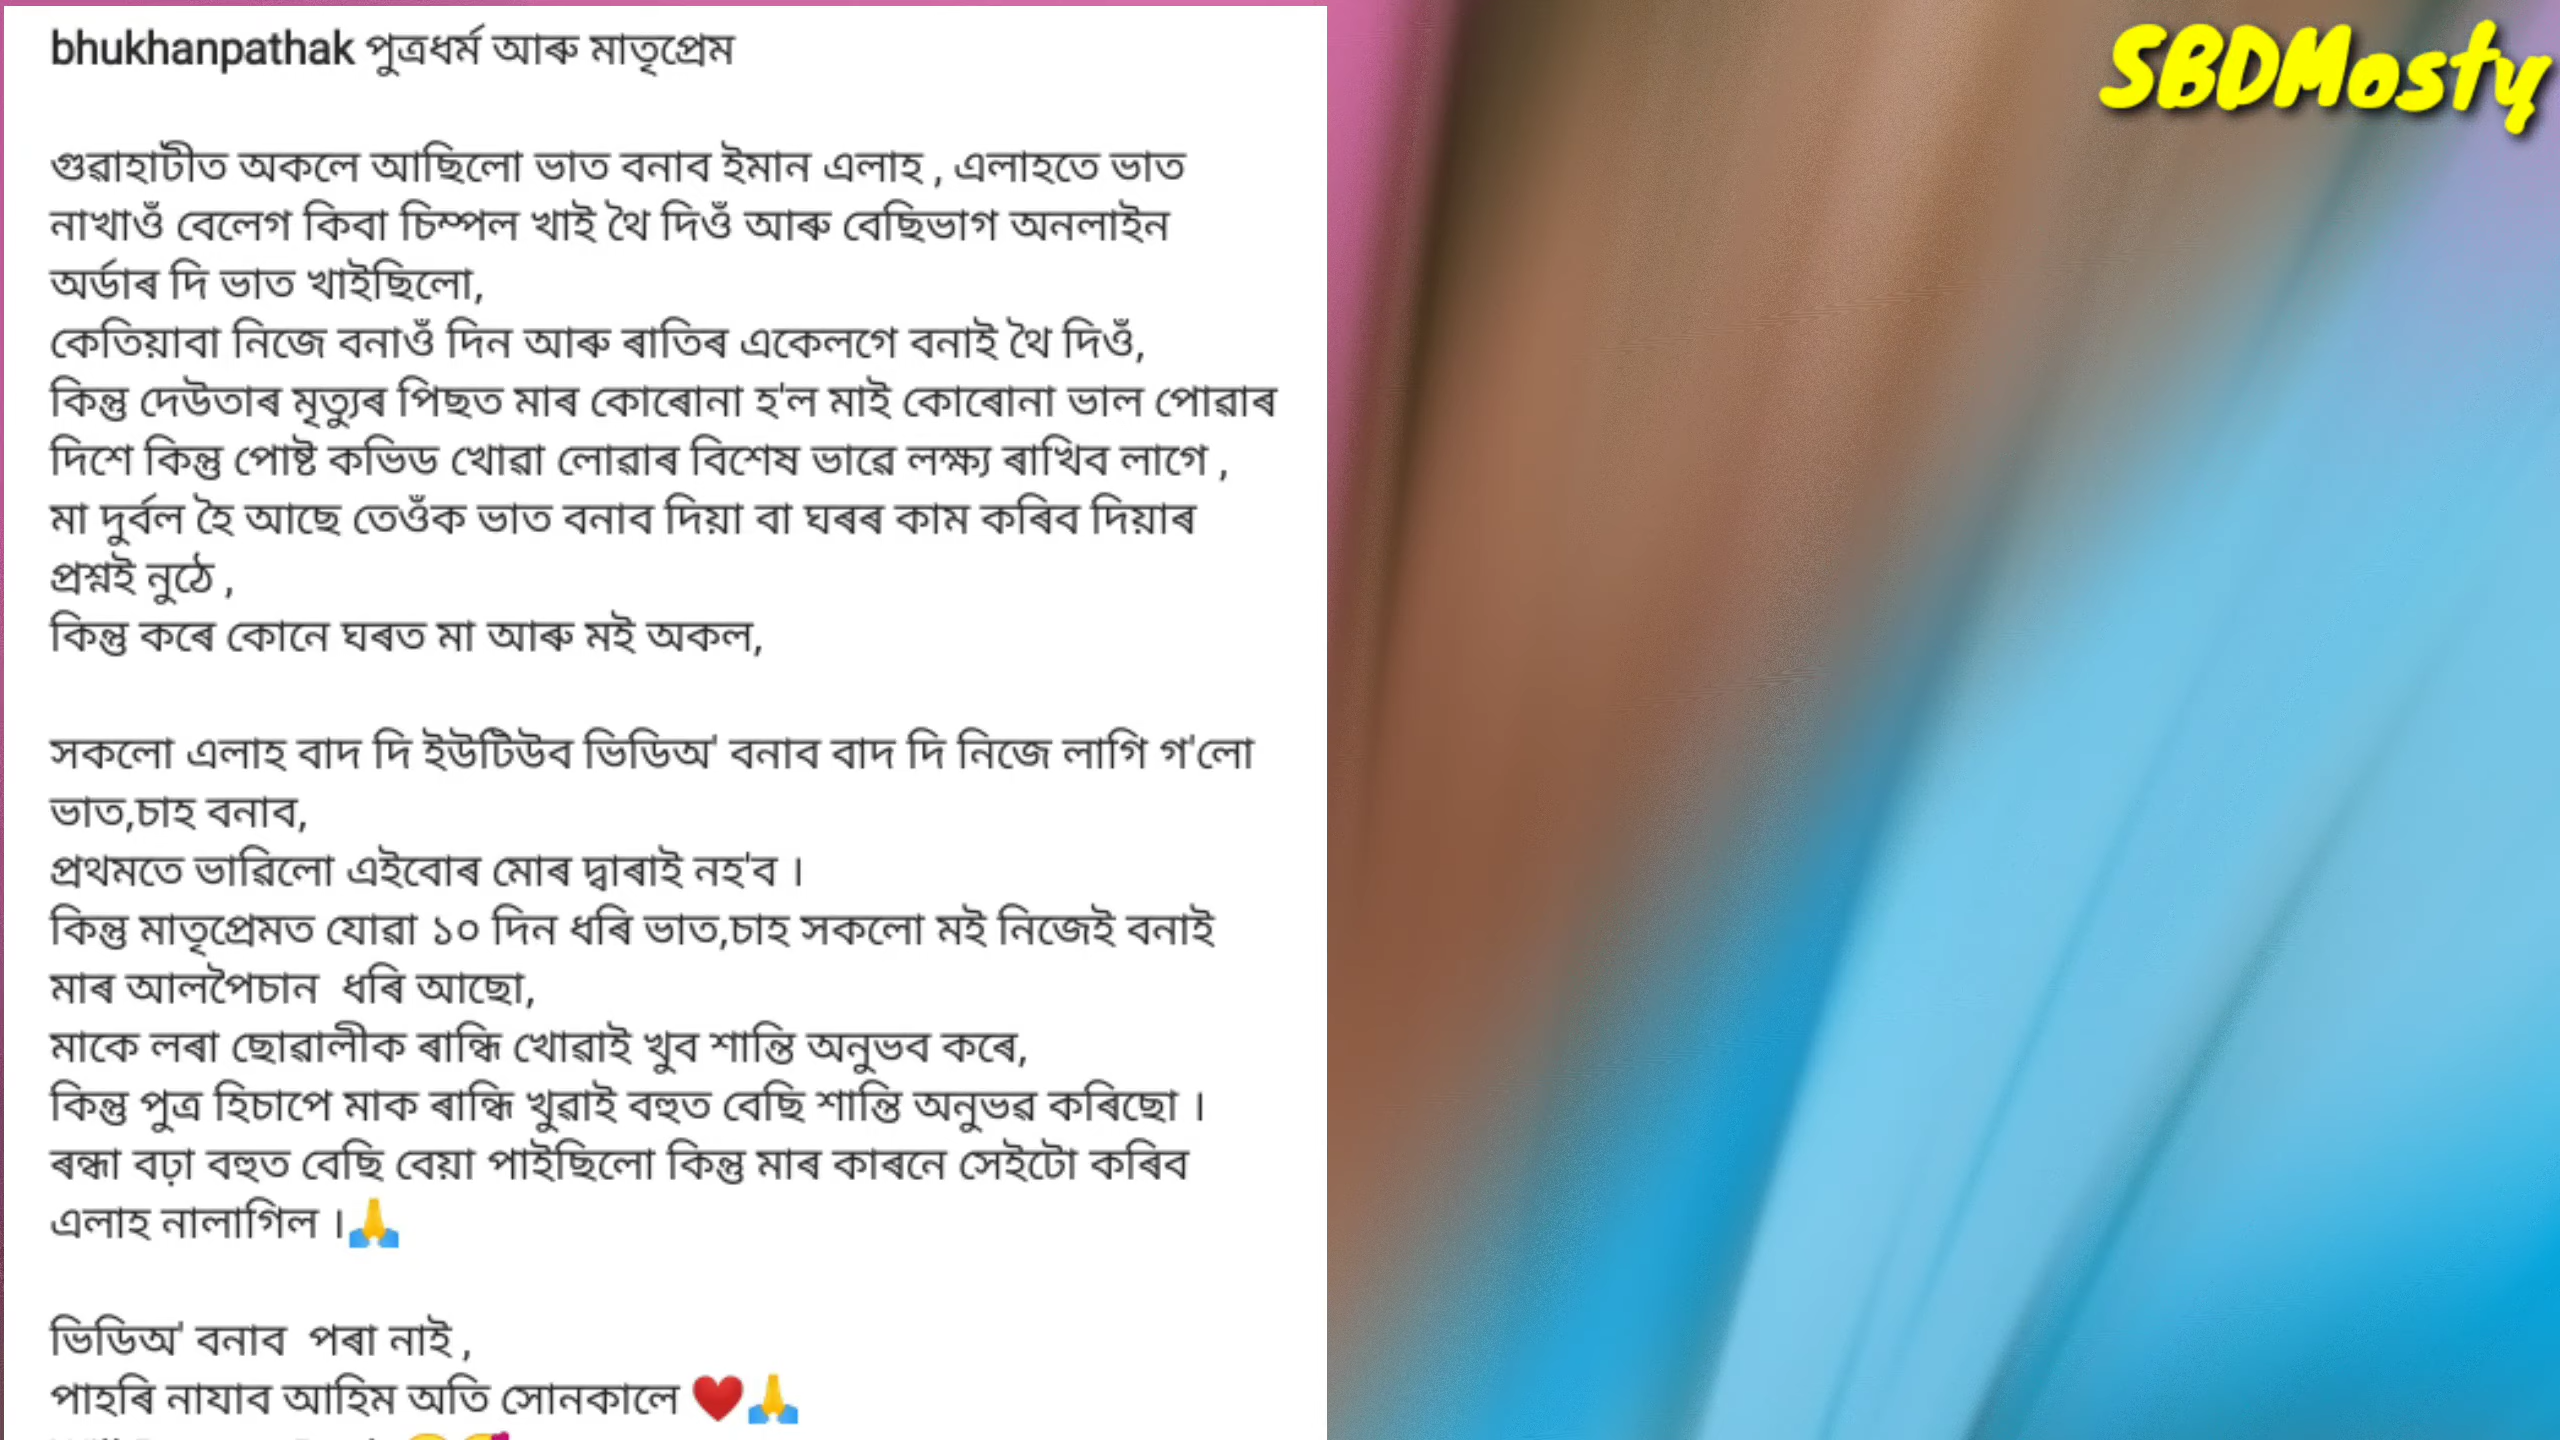 bhukhanpathak পুত্ৰধৰ্ম আৰু মাতৃপ্ৰেম
গুৱাহাটীত অকলে আছিলো ভাত বনাব ইমান এলাহ , এলাহতে ভাত
নাখাওঁ বেলেগ কিবা চিম্পল খাই থৈ দিওঁ আৰু বেছিভাগ অনলাইন
অৰ্ডাৰ দি ভাত খাইছিলো,
কেতিয়াবা নিজে বনাওঁ দিন আৰু ৰাতিৰ একেলগে বনাই থৈ দিওঁ,
কিন্তু দেউতাৰ মৃত্যুৰ পিছত মাৰ কোৰোনা হ'ল মাই কোৰোনা ভাল পোৱাৰ
দিশে কিন্তু পোষ্ট কভিড খোৱা লোৱাৰ বিশেষ ভাৱে লক্ষ্য ৰাখিব লাগে ,
মা দুৰ্বল হৈ আছে তেওঁক ভাত বনাব দিয়া বা ঘৰৰ কাম কৰিব দিয়াৰ
প্ৰশ্নই নুঠে ,
কিন্তু কৰে কোনে ঘৰত মা আৰু মই অকল,
সকলো এলাহ বাদ দি ইউটিউব ভিডিঅ' বনাব বাদ দি নিজে লাগি গ'লো
ভাত,চাহ বনাব,
প্ৰথমতে ভাৱিলো এইবোৰ মোৰ দ্বাৰাই নহ'ব ।
কিন্তু মাতৃপ্ৰেমত যোৱা ১০ দিন ধৰি ভাত,চাহ সকলো মই নিজেই বনাই
মাৰ আলপৈচান ধৰি আছো,
মাকে লৰা ছোৱালীক ৰান্ধি খোৱাই খুব শান্তি অনুভব কৰে,
কিন্তু পুত্ৰ হিচাপে মাক ৰান্ধি খুৱাই বহুত বেছি শান্তি অনুভৱ কৰিছো ।
ৰন্ধা বঢ়া বহুত বেছি বেয়া পাইছিলো কিন্তু মাৰ কাৰনে সেইটো কৰিব
এলাহ নালাগিল ।🙏
ভিডিঅ' বনাব পৰা নাই ,
পাহৰি নাযাব আহিম অতি সোনকালে ❤️🙏
SBDMosty